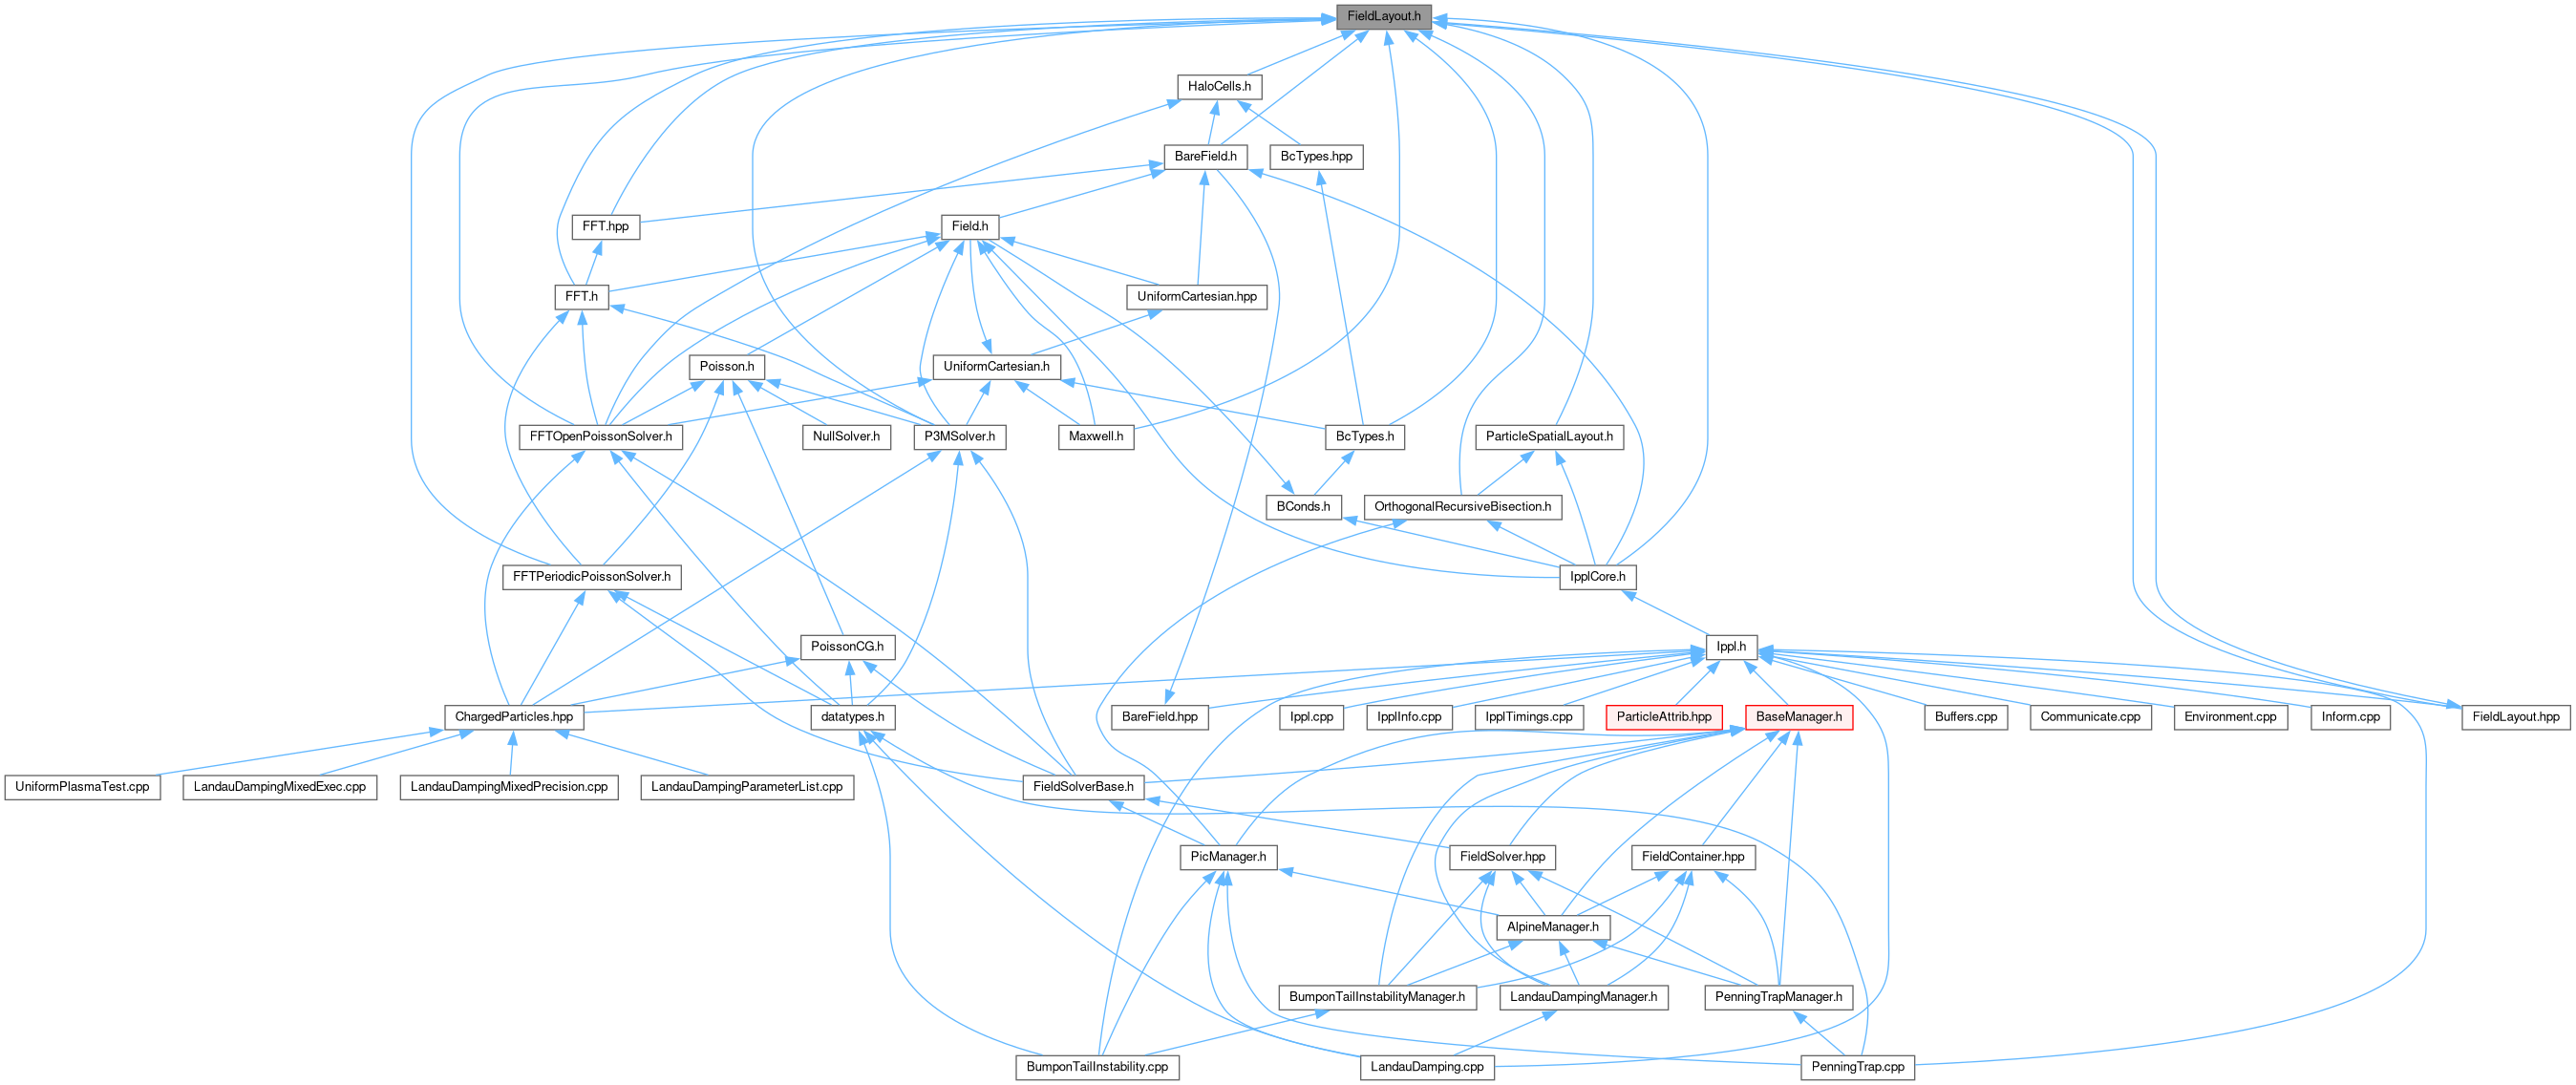 FieldLayout.h
HaloCells.h
BareField.h
BcTypes.hpp
FFT.hpp
Field.h
FFT.h
UniformCartesian.hpp
Poisson.h
UniformCartesian.h
FFTOpenPoissonSolver.h
NullSolver.h
P3MSolver.h
Maxwell.h
BcTypes.h
ParticleSpatialLayout.h
BConds.h
OrthogonalRecursiveBisection.h
FFTPeriodicPoissonSolver.h
IpplCore.h
PoissonCG.h
Ippl.h
ChargedParticles.hpp
datatypes.h
BareField.hpp
Ippl.cpp
IpplInfo.cpp
IpplTimings.cpp
ParticleAttrib.hpp
BaseManager.h
Buffers.cpp
Communicate.cpp
Environment.cpp
Inform.cpp
FieldLayout.hpp
UniformPlasmaTest.cpp
LandauDampingMixedExec.cpp
LandauDampingMixedPrecision.cpp
LandauDampingParameterList.cpp
FieldSolverBase.h
PicManager.h
FieldSolver.hpp
FieldContainer.hpp
AlpineManager.h
BumponTailInstabilityManager.h
LandauDampingManager.h
PenningTrapManager.h
BumponTailInstability.cpp
LandauDamping.cpp
PenningTrap.cpp